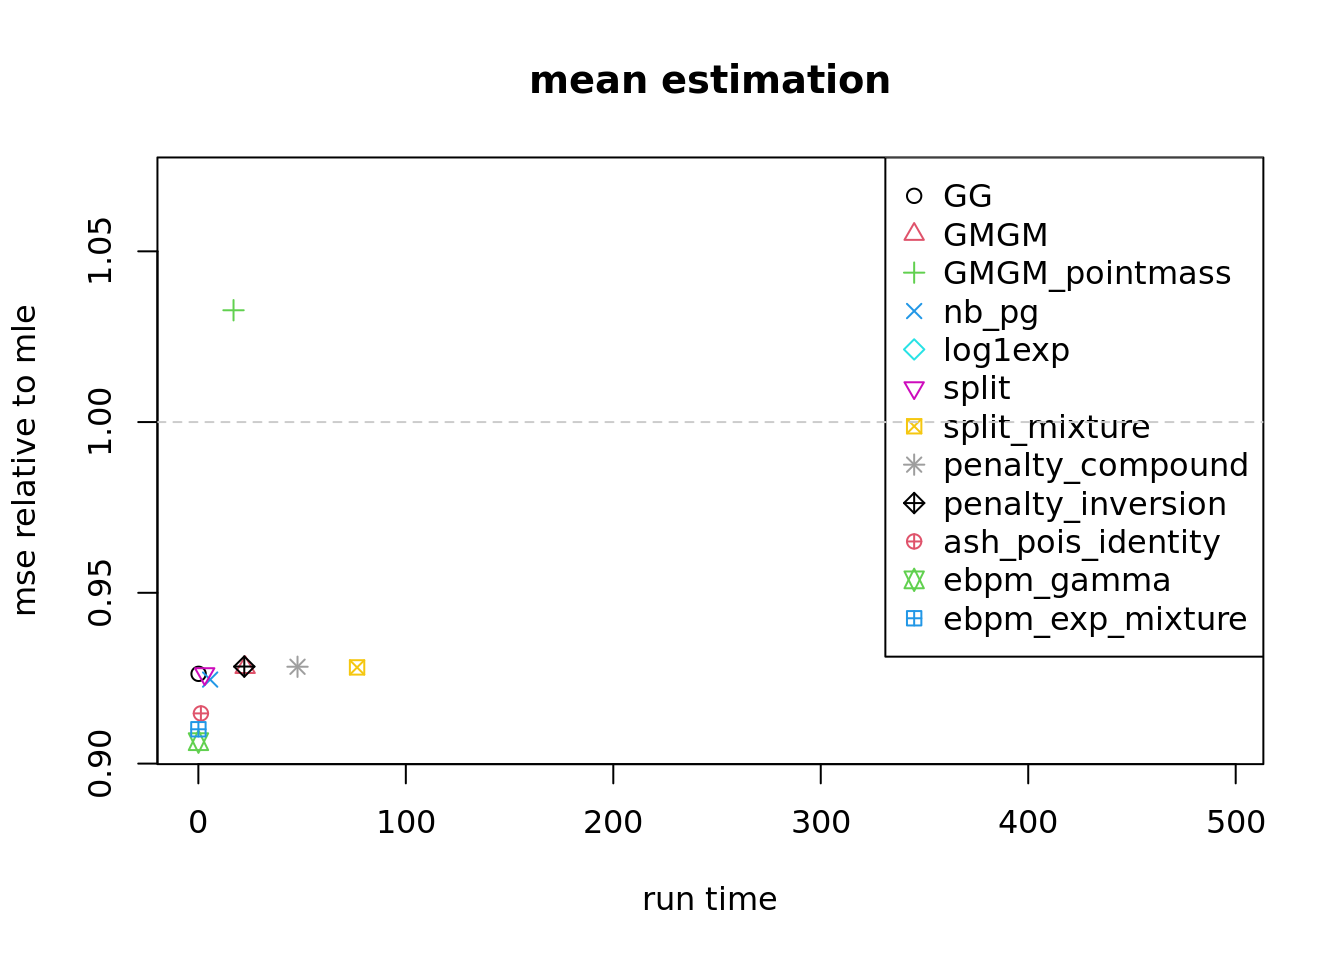 mean estimation
mse relative to mle
1.05
1.00
0.95
0.90
GG
GMGM
GMGM_pointmass
nb_pg
log1exp
split
split_mixture
penalty_compound
penalty_inversion
ash_pois_identity
ebpm_gamma
ebpm_exp_mixture
0 100 200 300 400 500
run time